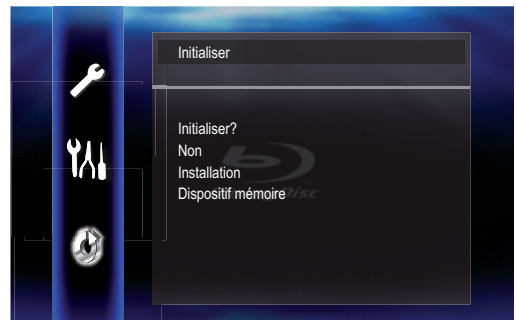 Initialiser
Initialiser?
Non
Installation
Dispositif mémoire